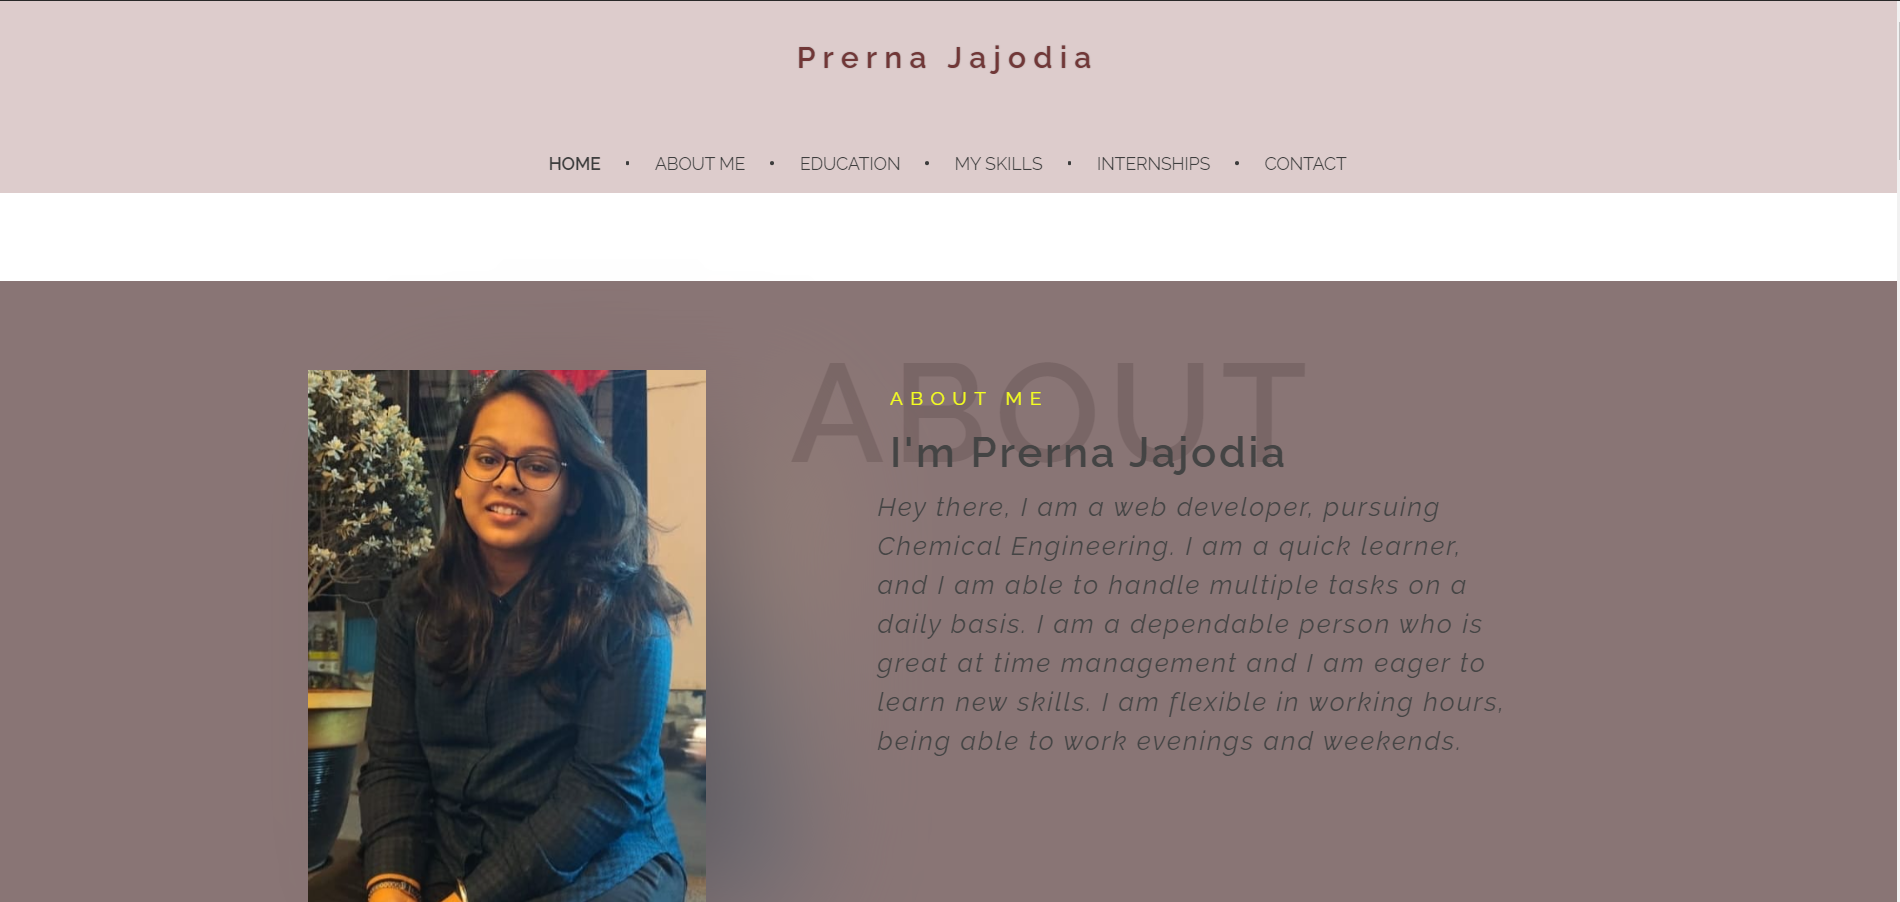 Prerna Jajodia
HOME · ABOUT ME · EDUCATION · MY SKILLS · INTERNSHIPS · CONTACT
ABOUT
ABOUT ME
I'm Prerna Jajodia
Hey there, I am a web developer, pursuing
Chemical Engineering. I am a quick learner,
and I am able to handle multiple tasks on a
daily basis. I am a dependable person who is
great at time management and I am eager to
learn new skills. I am flexible in working hours,
being able to work evenings and weekends.